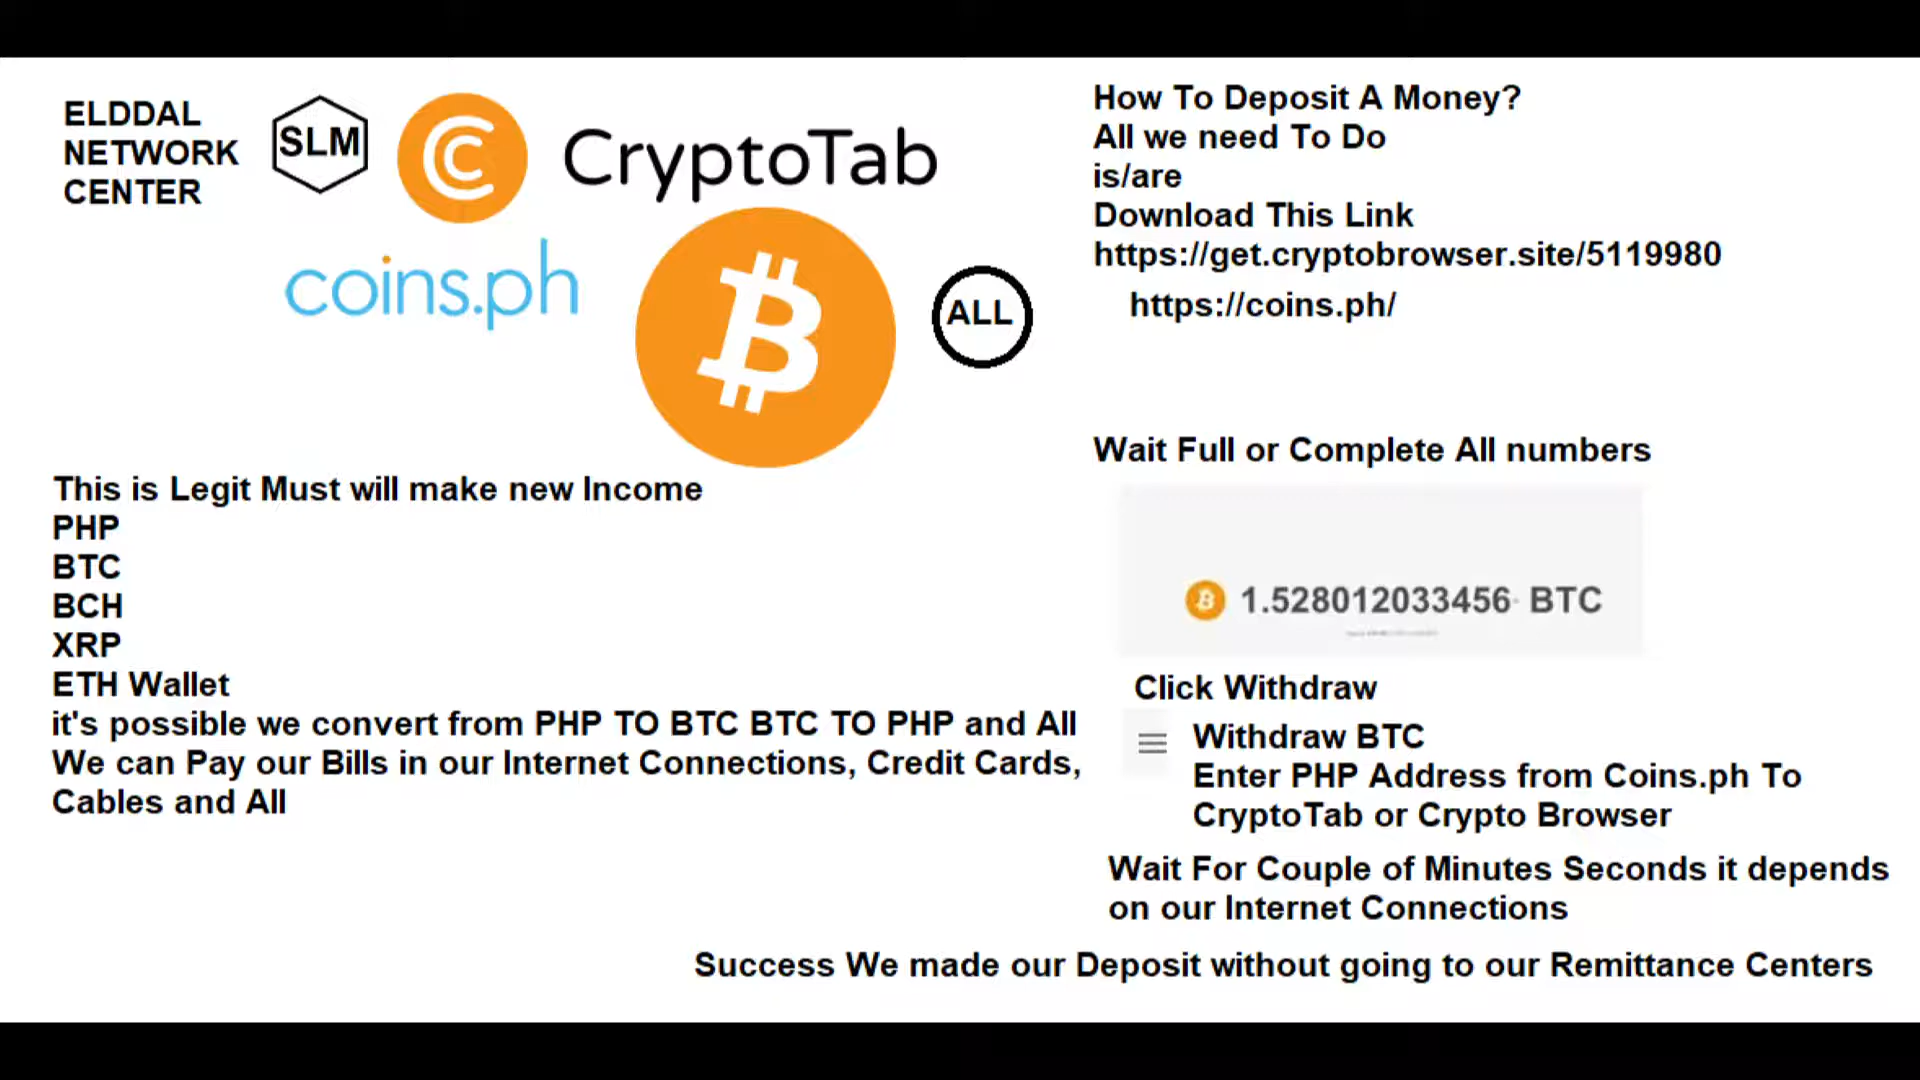 ELDDAL
NETWORK
CENTER
SLM
CryptoTab
coins.ph
ALL
This is Legit Must will make new Income
PHP
BTC
BCH
XRP
ETH Wallet
it's possible we convert from PHP TO BTC BTC TO PHP and All
We can Pay our Bills in our Internet Connections, Credit Cards,
Cables and All
How To Deposit A Money?
All we need To Do
is/are
Download This Link
https://get.cryptobrowser.site/5119980
https://coins.ph/
Wait Full or Complete All numbers
1.528012033456 BTC
Click Withdraw
Withdraw BTC
Enter PHP Address from Coins.ph To
CryptoTab or Crypto Browser
Wait For Couple of Minutes Seconds it depends
on our Internet Connections
Success We made our Deposit without going to our Remittance Centers